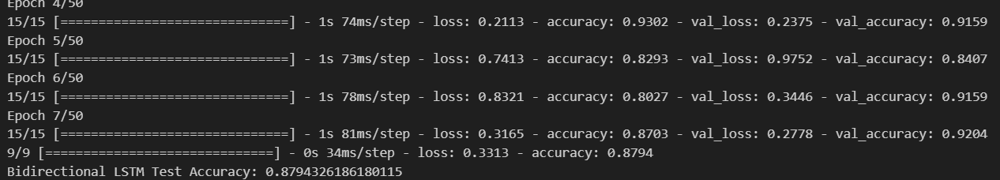 Epoch 4/50
15/15 [==============================] - 1s 74ms/step - loss: 0.2113 - accuracy: 0.9302 - val_loss: 0.2375 - val_accuracy: 0.9159
Epoch 5/50
15/15 [==============================] - 1s 73ms/step - loss: 0.7413 - accuracy: 0.8293 - val_loss: 0.9752 - val_accuracy: 0.8407
Epoch 6/50
15/15 [==============================] - 1s 78ms/step - loss: 0.8321 - accuracy: 0.8027 - val_loss: 0.3446 - val_accuracy: 0.9159
Epoch 7/50
15/15 [==============================] - 1s 81ms/step - loss: 0.3165 - accuracy: 0.8703 - val_loss: 0.2778 - val_accuracy: 0.9204
9/9 [==============================] - 0s 34ms/step - loss: 0.3313 - accuracy: 0.8794
Bidirectional LSTM Test Accuracy: 0.8794326186180115